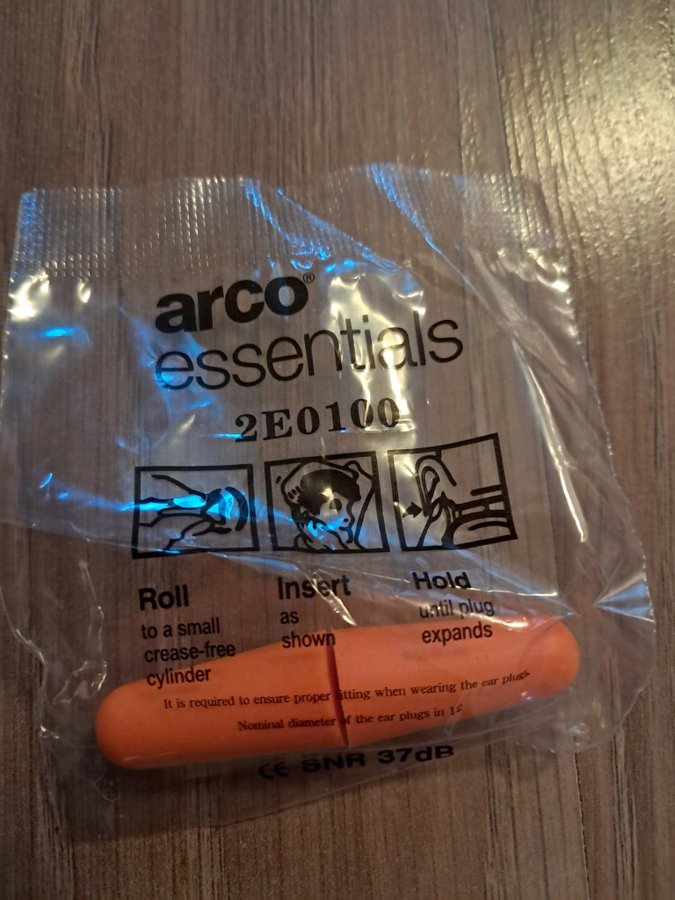 arco®
essentials
2E0100
Roll
to a small
crease-free
cylinder
Insert
as
shown
Hold
until plug
expands
It is required to ensure proper fitting when wearing the ear plugs.
Nominal diameter of the ear plugs in 12
CE SNR 37dB